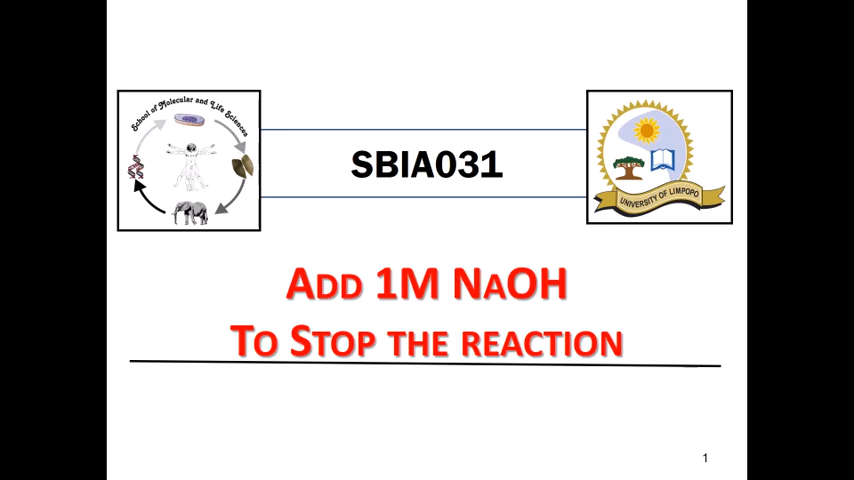 School of Molecular and Life Sciences
SBIA031
UNIVERSITY OF LIMPOPO
ADD 1M NAOH
TO STOP THE REACTION
1